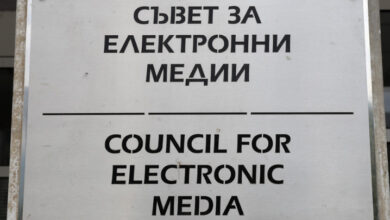 СЪВЕТ ЗА
ЕЛЕКТРОННИ
МЕДИИ
COUNCIL FOR
ELECTRONIC
MEDIA